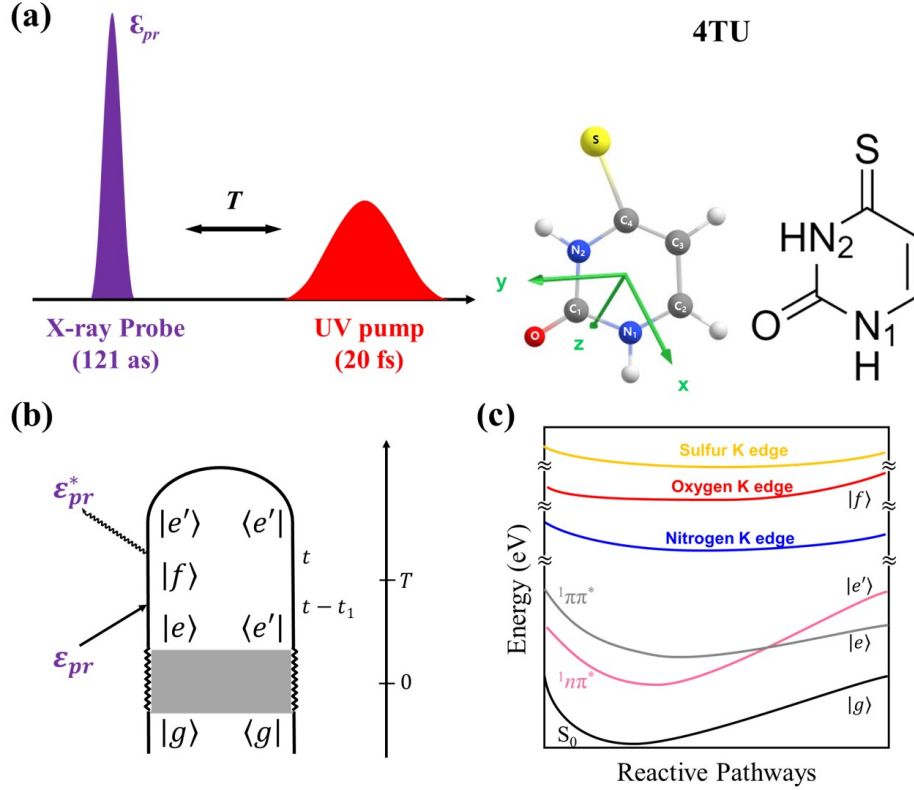 (a)
ε_pr
T
X-ray Probe
(121 as)
UV pump
(20 fs)
4TU
S
C4
C3
N2
C1
C2
O
N1
y
z
x
S
HN2
O
N1
H
(b)
ε*_pr
|e'⟩ ⟨e'|
t
|f⟩
T
t − t₁
|e⟩ ⟨e'|
ε_pr
0
|g⟩ ⟨g|
(c)
Energy (eV)
Sulfur K edge
Oxygen K edge
|f⟩
Nitrogen K edge
|e'⟩
¹ππ*
|e⟩
¹nπ*
|g⟩
S₀
Reactive Pathways